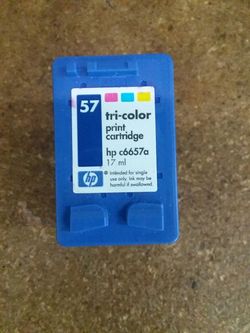 57
tri-color
print
cartridge
hp c6657a
17 ml
hp
Intended for single
use only. Ink may be
harmful if swallowed.